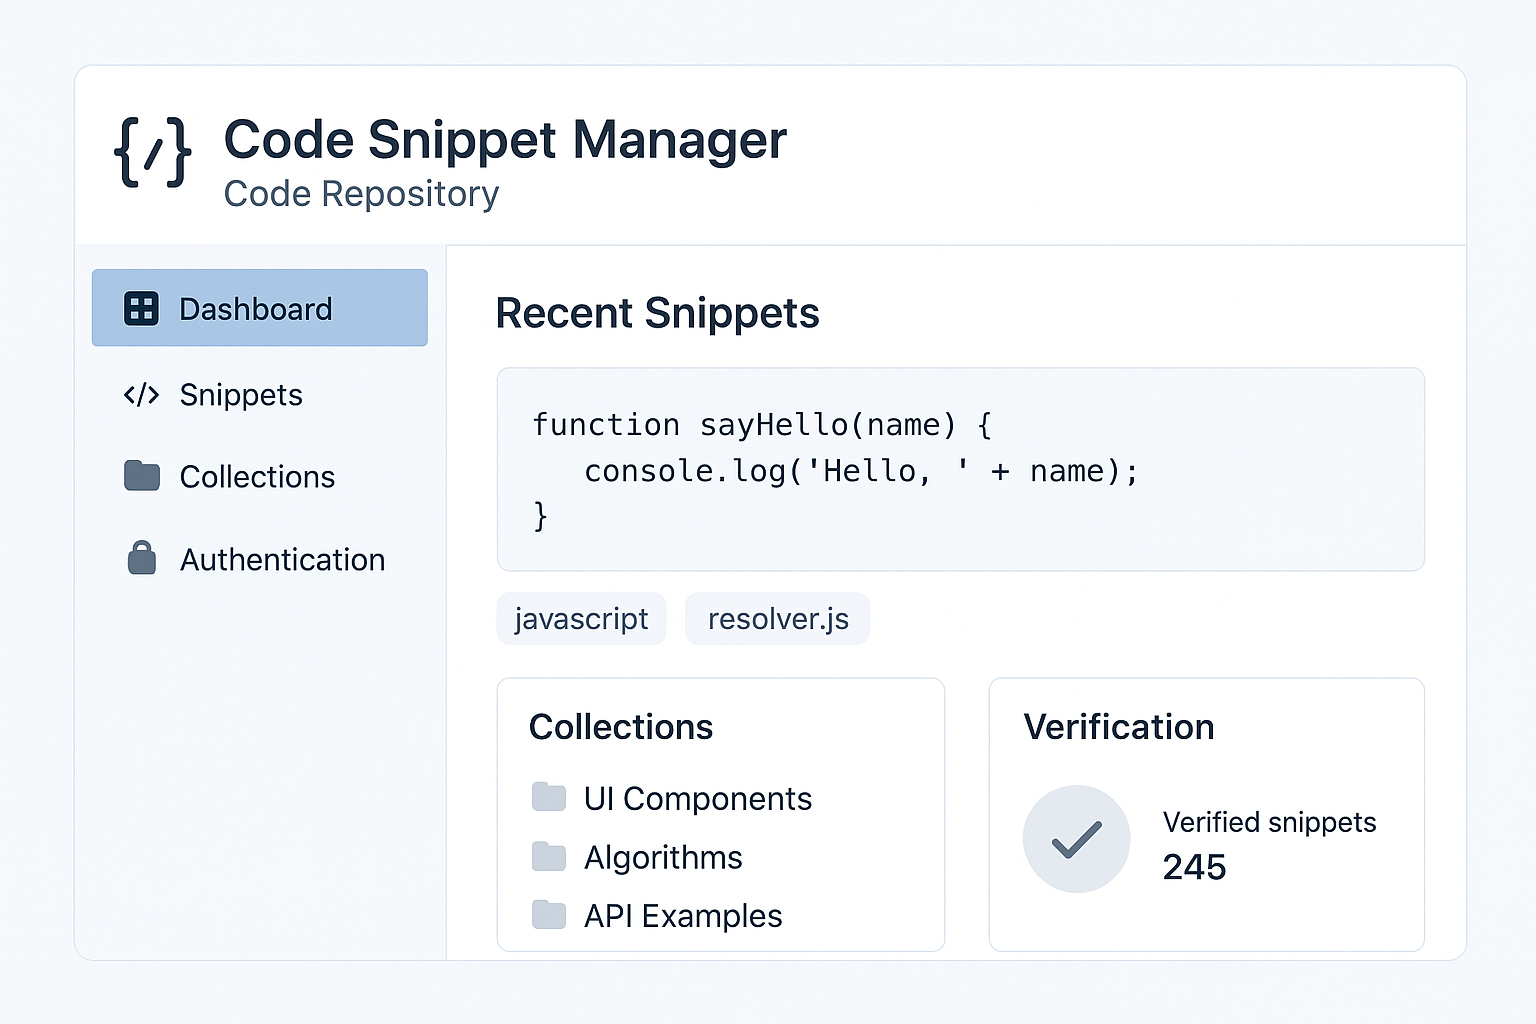 {/}
Code Snippet Manager
Code Repository
Dashboard
</> Snippets
Collections
Authentication
Recent Snippets
function sayHello(name) {
   console.log('Hello, ' + name);
}
javascript
resolver.js
Collections
UI Components
Algorithms
API Examples
Verification
Verified snippets
245